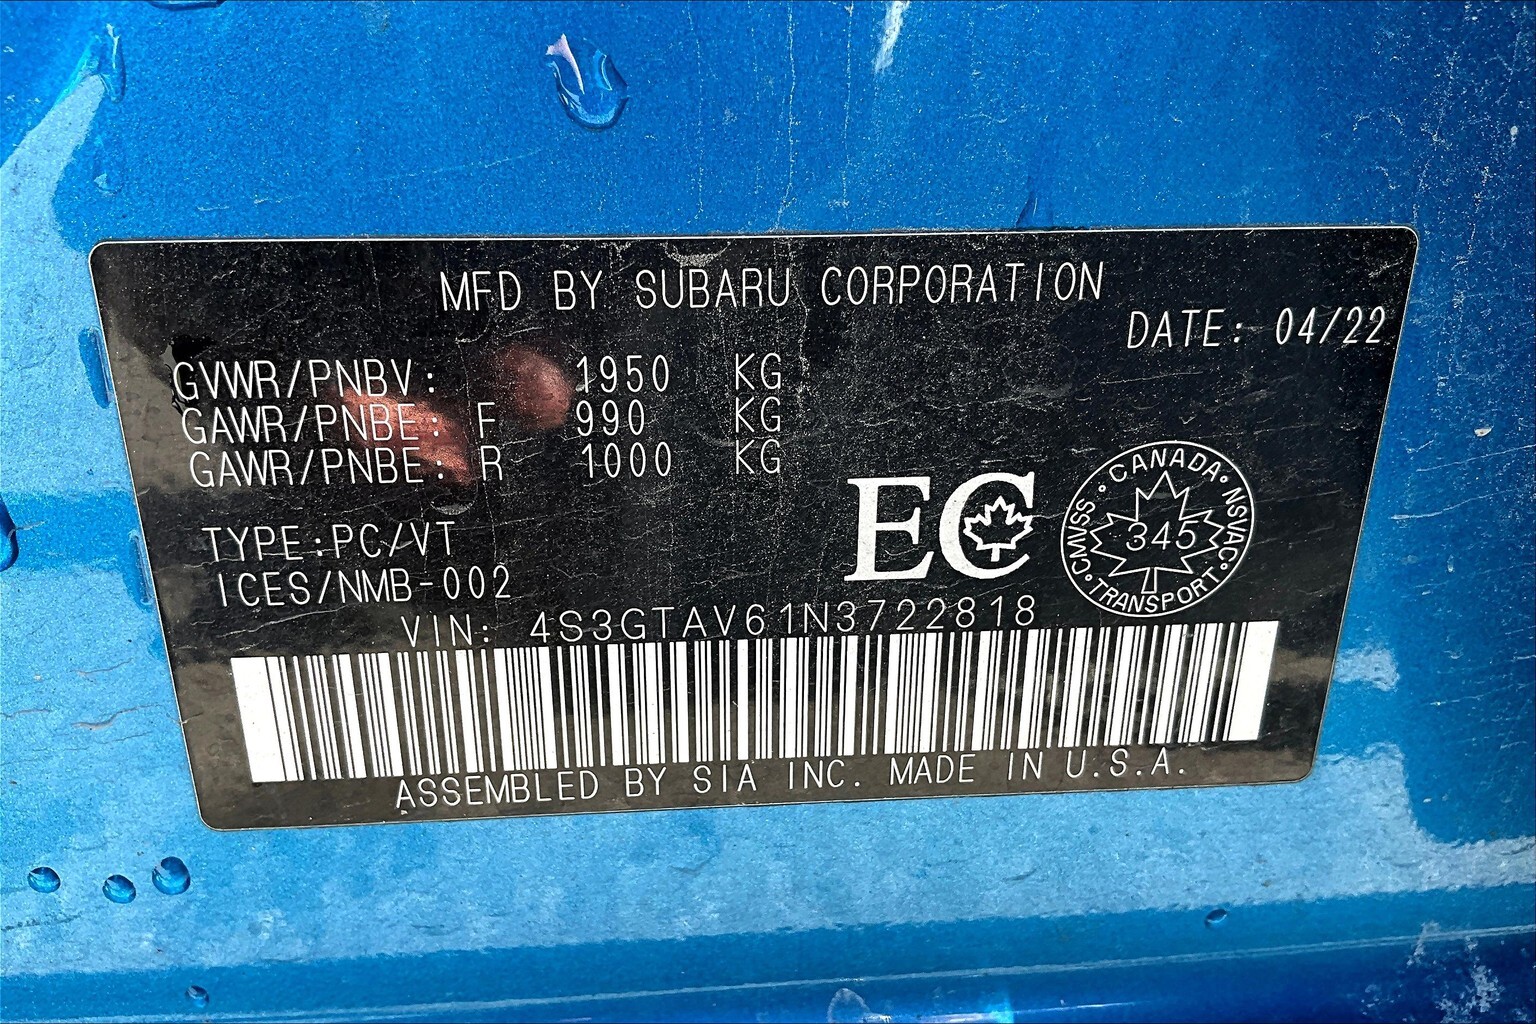 MFD BY SUBARU CORPORATION
DATE: 04/22
GVWR/PNBV: 1950 KG
GAWR/PNBE: F 990 KG
GAWR/PNBE: R 1000 KG
TYPE:PC/VT
ICES/NMB-002
EC
CANADA · NSVAC · TRANSPORT · CMVSS ·
345
VIN: 4S3GTAV61N3722818
ASSEMBLED BY SIA INC. MADE IN U.S.A.